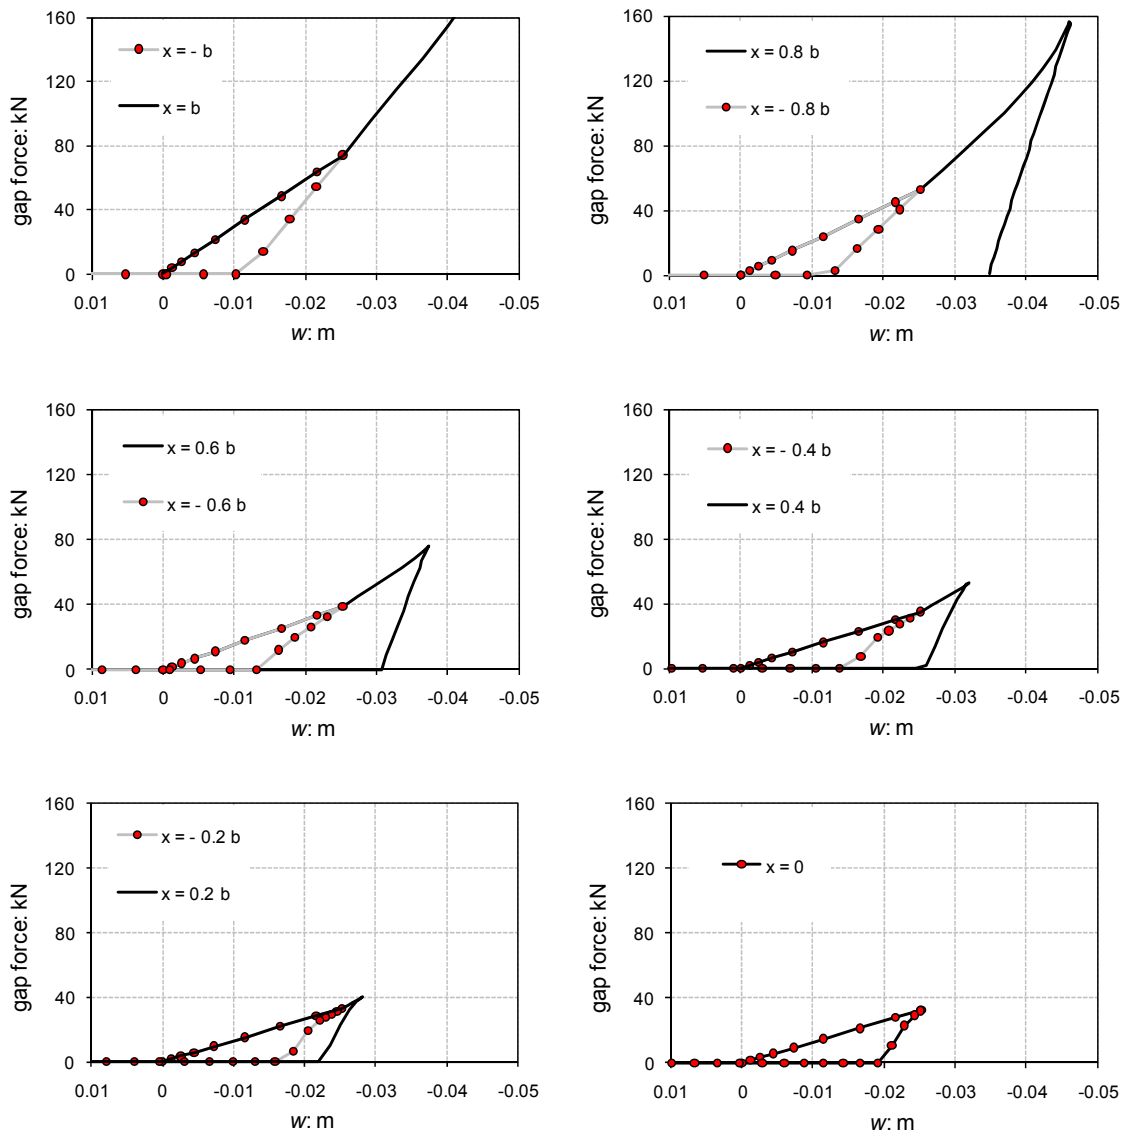 160
120
80
40
0
gap force: kN
x = - b
x = b
0.01 0 -0.01 -0.02 -0.03 -0.04 -0.05
w: m
160
120
80
40
0
gap force: kN
x = 0.8 b
x = - 0.8 b
0.01 0 -0.01 -0.02 -0.03 -0.04 -0.05
w: m
160
120
80
40
0
gap force: kN
x = 0.6 b
x= - 0.6 b
0.01 0 -0.01 -0.02 -0.03 -0.04 -0.05
w: m
160
120
80
40
0
gap force: kN
x= - 0.4 b
x= 0.4 b
0.01 0 -0.01 -0.02 -0.03 -0.04 -0.05
w: m
160
120
80
40
0
gap force: kN
x= - 0.2 b
x = 0.2 b
0.01 0 -0.01 -0.02 -0.03 -0.04 -0.05
w: m
160
120
80
40
0
gap force: kN
x = 0
0.01 0 -0.01 -0.02 -0.03 -0.04 -0.05
w: m